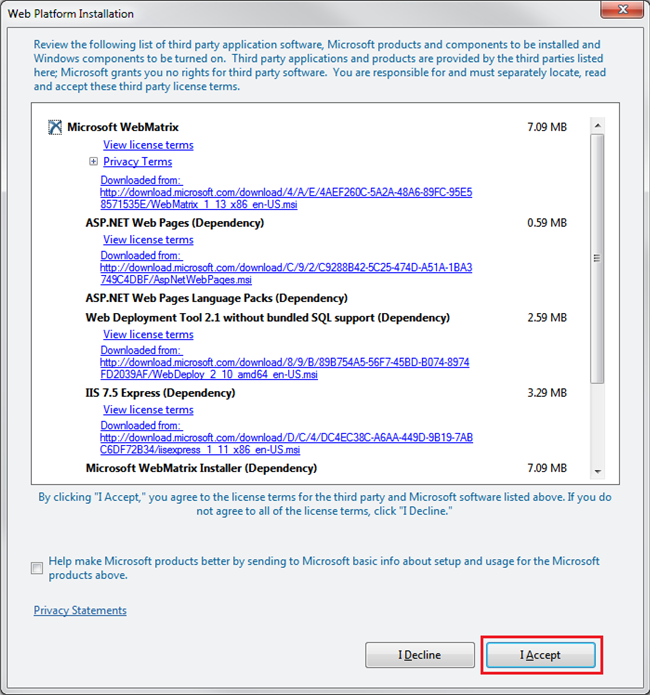 Web Platform Installation
Review the following list of third party application software, Microsoft products and components to be installed and
Windows components to be turned on.  Third party applications and products are provided by the third parties listed
here; Microsoft grants you no rights for third party software.  You are responsible for and must separately locate, read
and accept these third party license terms.
Microsoft WebMatrix 7.09 MB
View license terms
Privacy Terms
Downloaded from:
http://download.microsoft.com/download/4/A/E/4AEF260C-5A2A-48A6-89FC-95E5
8571535E/WebMatrix_1_13_x86_en-US.msi
ASP.NET Web Pages (Dependency) 0.59 MB
View license terms
Downloaded from:
http://download.microsoft.com/download/C/9/2/C9288B42-5C25-474D-A51A-1BA3
749C4DBF/AspNetWebPages.msi
ASP.NET Web Pages Language Packs (Dependency)
Web Deployment Tool 2.1 without bundled SQL support (Dependency) 2.59 MB
View license terms
Downloaded from:
http://download.microsoft.com/download/8/9/B/89B754A5-56F7-45BD-B074-8974
FD2039AF/WebDeploy_2_10_amd64_en-US.msi
IIS 7.5 Express (Dependency) 3.29 MB
View license terms
Downloaded from:
http://download.microsoft.com/download/D/C/4/DC4EC38C-A6AA-449D-9B19-7AB
C6DF72B34/iisexpress_1_11_x86_en-US.msi
Microsoft WebMatrix Installer (Dependency) 7.09 MB
By clicking "I Accept," you agree to the license terms for the third party and Microsoft software listed above. If you do
not agree to all of the license terms, click "I Decline."
Help make Microsoft products better by sending to Microsoft basic info about setup and usage for the Microsoft
products above.
Privacy Statements
I Decline
I Accept